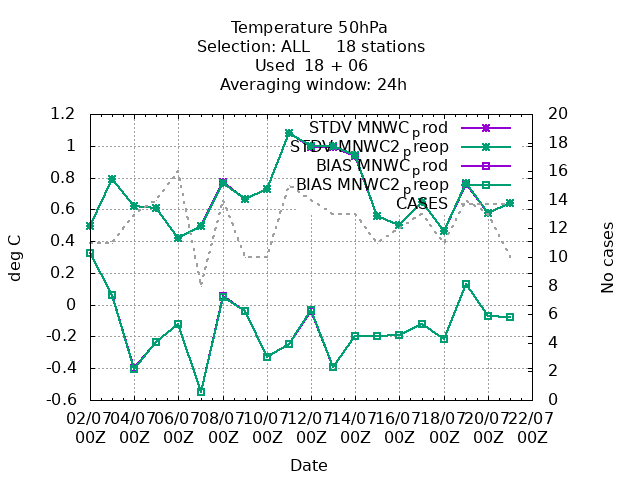 Temperature 50hPa
Selection: ALL 18 stations
Used 18 + 06
Averaging window: 24h
1.2
1
0.8
0.6
0.4
0.2
0
-0.2
-0.4
-0.6
deg C
STDV MNWC_prod
STDV MNWC2_preop
BIAS MNWC_prod
BIAS MNWC2_preop
CASES
20
18
16
14
12
10
8
6
4
2
0
No cases
02/07 04/07 06/07 08/07 10/07 12/07 14/07 16/07 18/07 20/07 22/07
00Z 00Z 00Z 00Z 00Z 00Z 00Z 00Z 00Z 00Z 00Z
Date